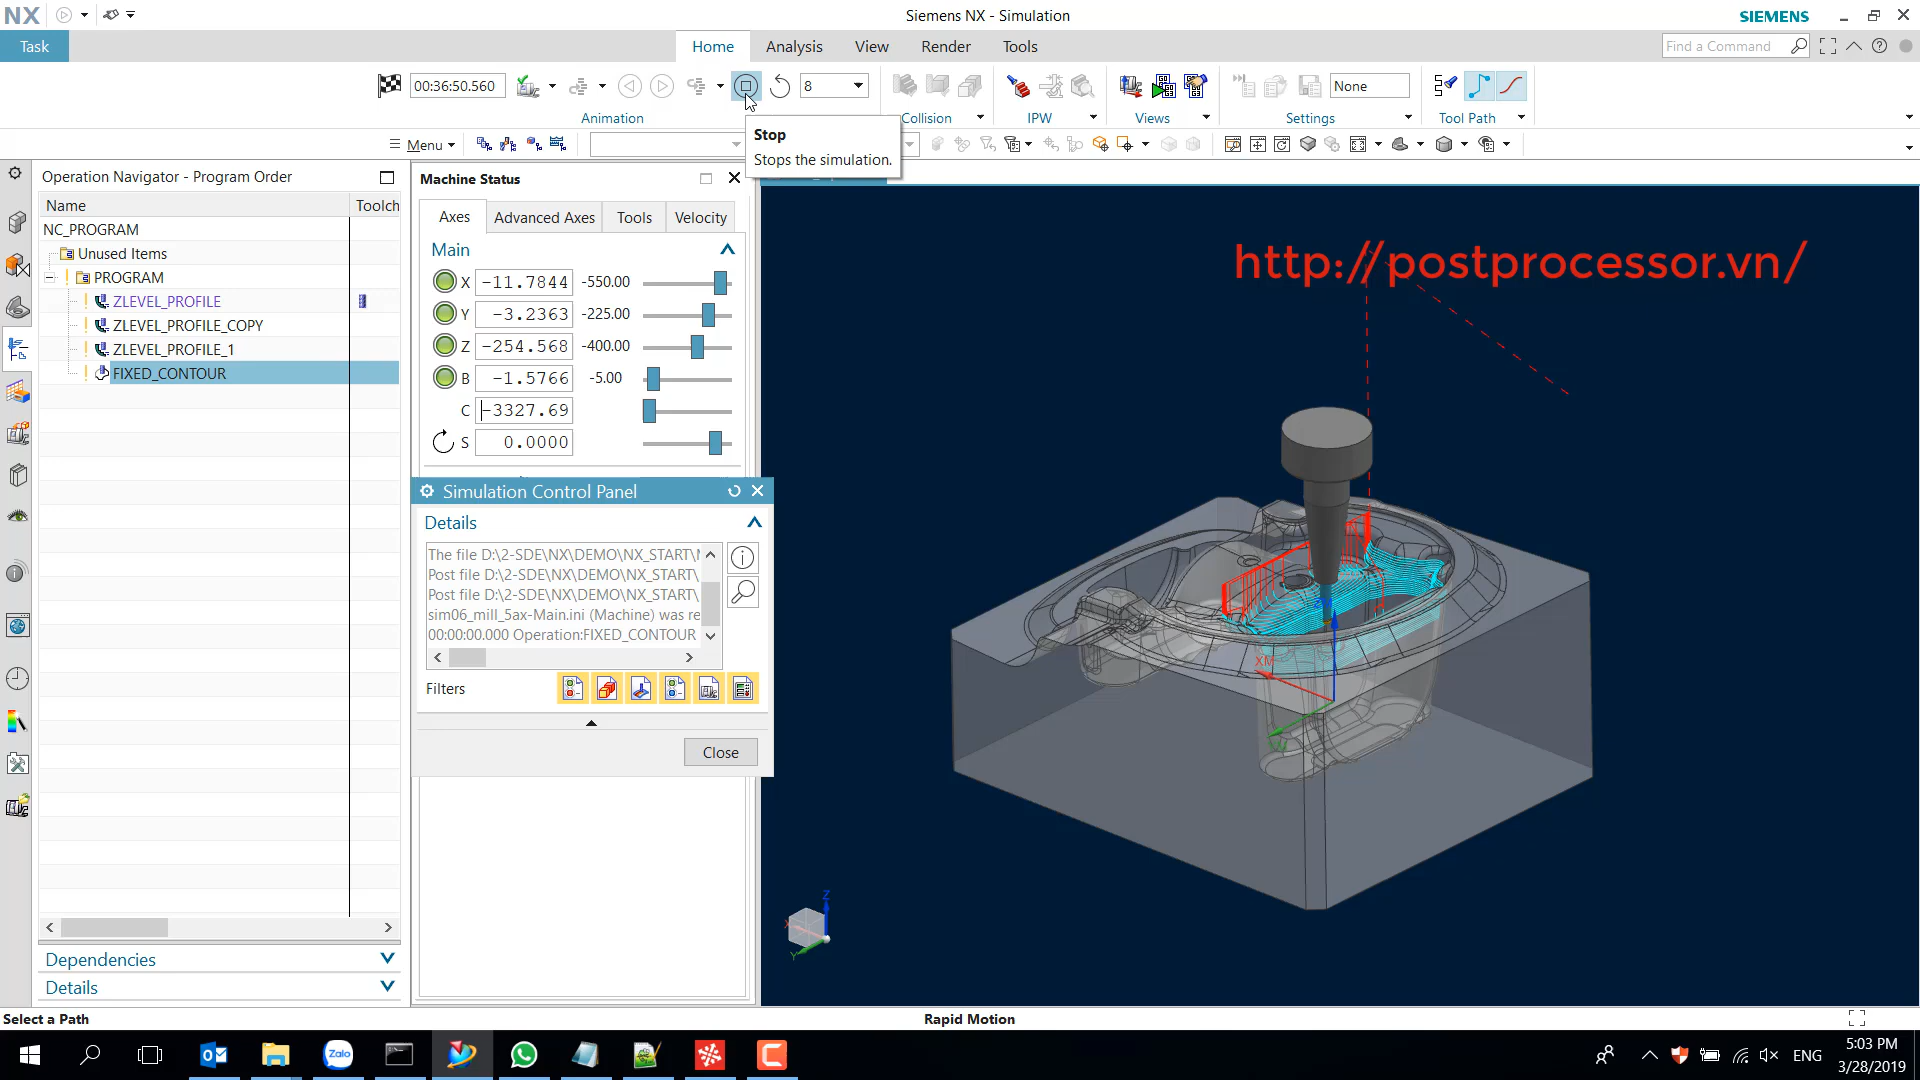 NX
Siemens NX - Simulation
SIEMENS
Task
Home
Analysis
View
Render
Tools
Find a Command
00:36:50.560
8
None
Animation
Collision
IPW
Views
Settings
Tool Path
Menu
Stop
Stops the simulation.
Operation Navigator - Program Order
Name
Toolch
NC_PROGRAM
Unused Items
PROGRAM
ZLEVEL_PROFILE
ZLEVEL_PROFILE_COPY
ZLEVEL_PROFILE_1
FIXED_CONTOUR
Dependencies
Details
Machine Status
Axes
Advanced Axes
Tools
Velocity
Main
X -11.7844 -550.00
Y -3.2363 -225.00
Z -254.568 -400.00
B -1.5766 -5.00
C -3327.69
S 0.0000
Simulation Control Panel
Details
The file D:\2-SDE\NX\DEMO\NX_START\
Post file D:\2-SDE\NX\DEMO\NX_START\
Post file D:\2-SDE\NX\DEMO\NX_START\
sim06_mill_5ax-Main.ini (Machine) was re
00:00:00.000 Operation:FIXED_CONTOUR
Filters
Close
http://postprocessor.vn/
XM
Z
X
Y
Select a Path
Rapid Motion
Zalo
ENG
5:03 PM
3/28/2019